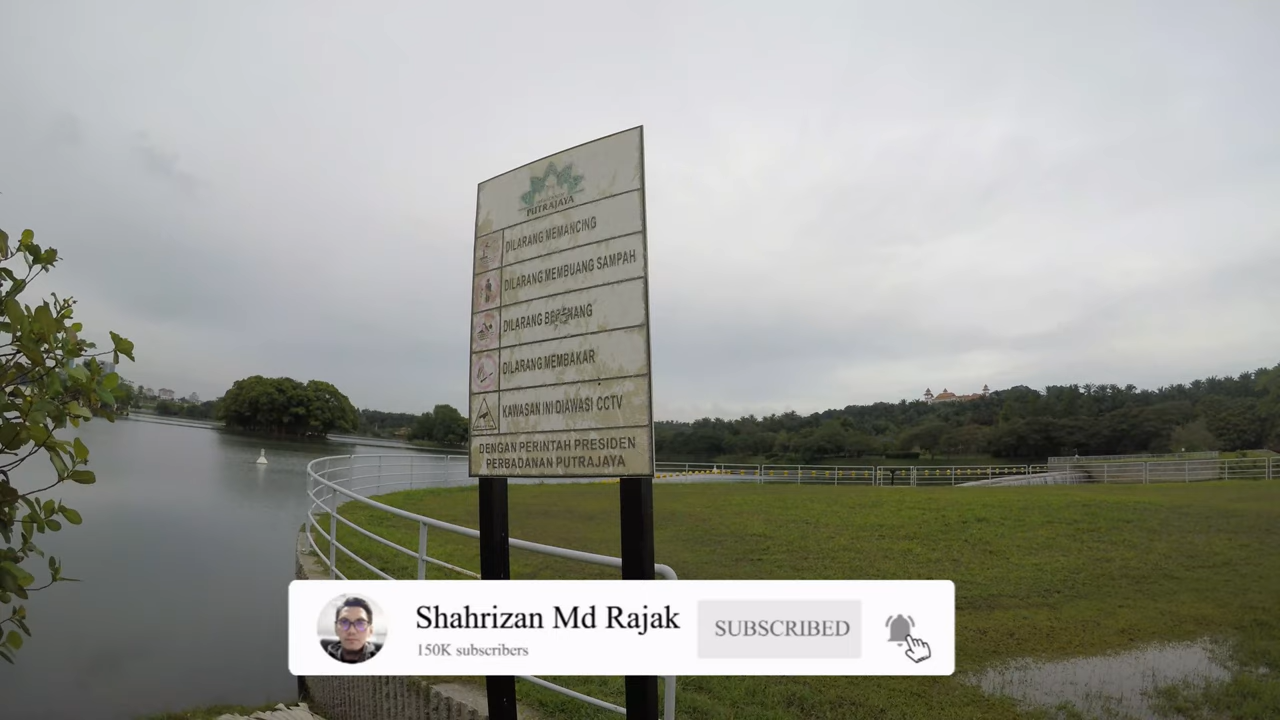 PUTRAJAYA
DILARANG MEMANCING
DILARANG MEMBUANG SAMPAH
DILARANG BERENANG
DILARANG MEMBAKAR
KAWASAN INI DIAWASI CCTV
DENGAN PERINTAH PRESIDEN
PERBADANAN PUTRAJAYA
Shahrizan Md Rajak
SUBSCRIBED
150K subscribers